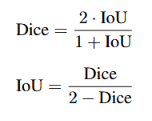 Dice = 2 · IoU / 1 + IoU
IoU = Dice / 2 − Dice